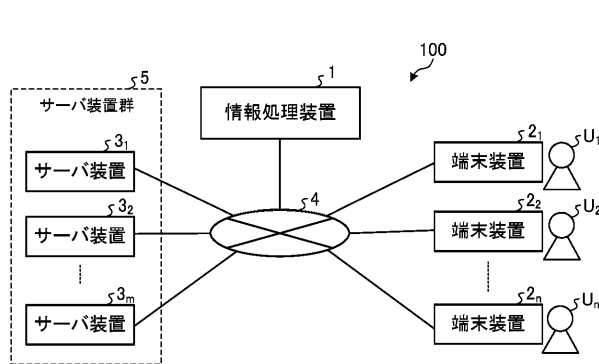 100
5
サーバ装置群
1
情報処理装置
3₁
サーバ装置
3₂
サーバ装置
3ₘ
サーバ装置
4
2₁
端末装置
U₁
2₂
端末装置
U₂
2ₙ
端末装置
Uₙ